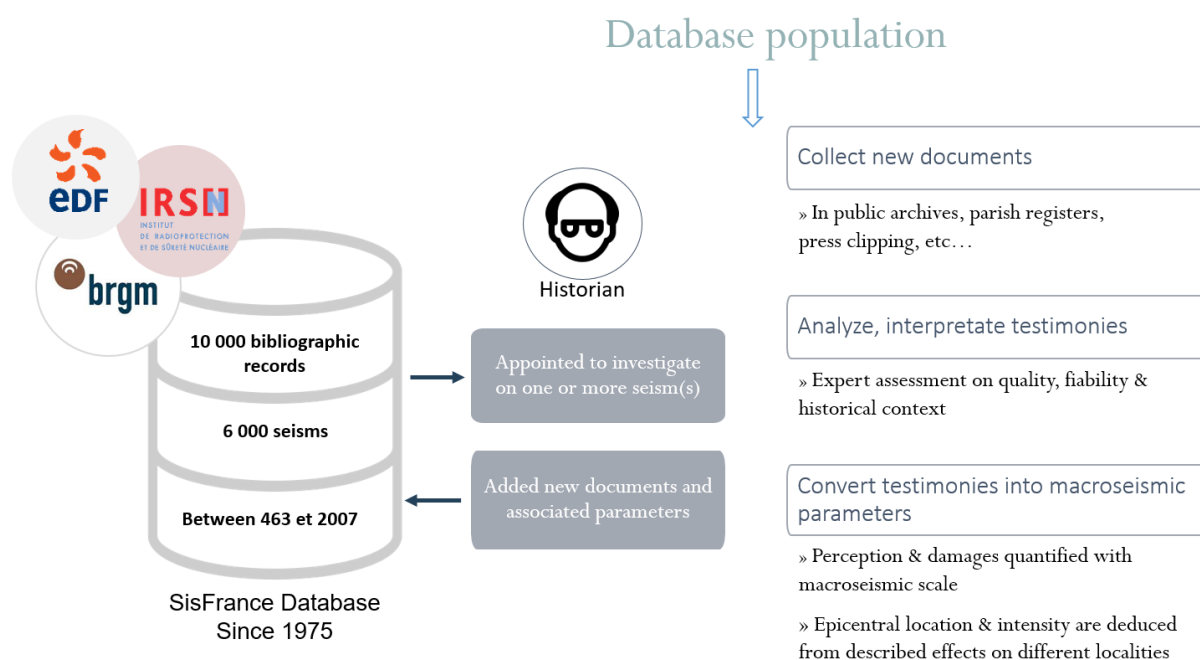 Database population
eDF
IRSN
INSTITUT
DE RADIOPROTECTION
ET DE SÛRETÉ NUCLÉAIRE
brgm
10 000 bibliographic
records
6 000 seisms
Between 463 et 2007
SisFrance Database
Since 1975
Historian
Appointed to investigate
on one or more seism(s)
Added new documents and
associated parameters
Collect new documents
» In public archives, parish registers,
press clipping, etc…
Analyze, interpretate testimonies
» Expert assessment on quality, fiability &
historical context
Convert testimonies into macroseismic
parameters
» Perception & damages quantified with
macroseismic scale
» Epicentral location & intensity are deduced
from described effects on different localities